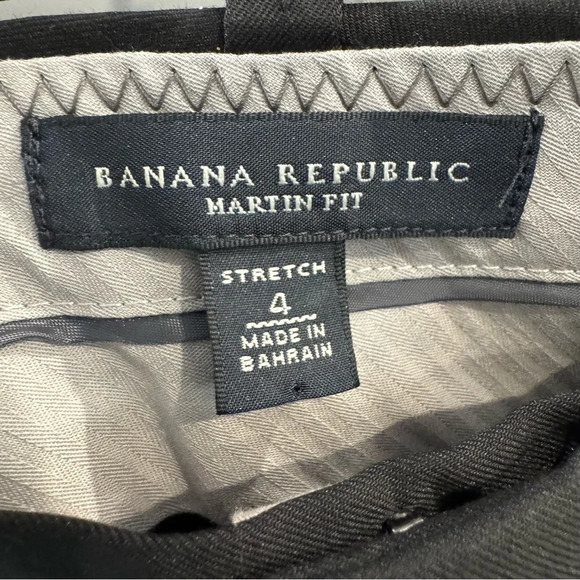 BANANA REPUBLIC
MARTIN FIT
STRETCH
4
MADE IN
BAHRAIN